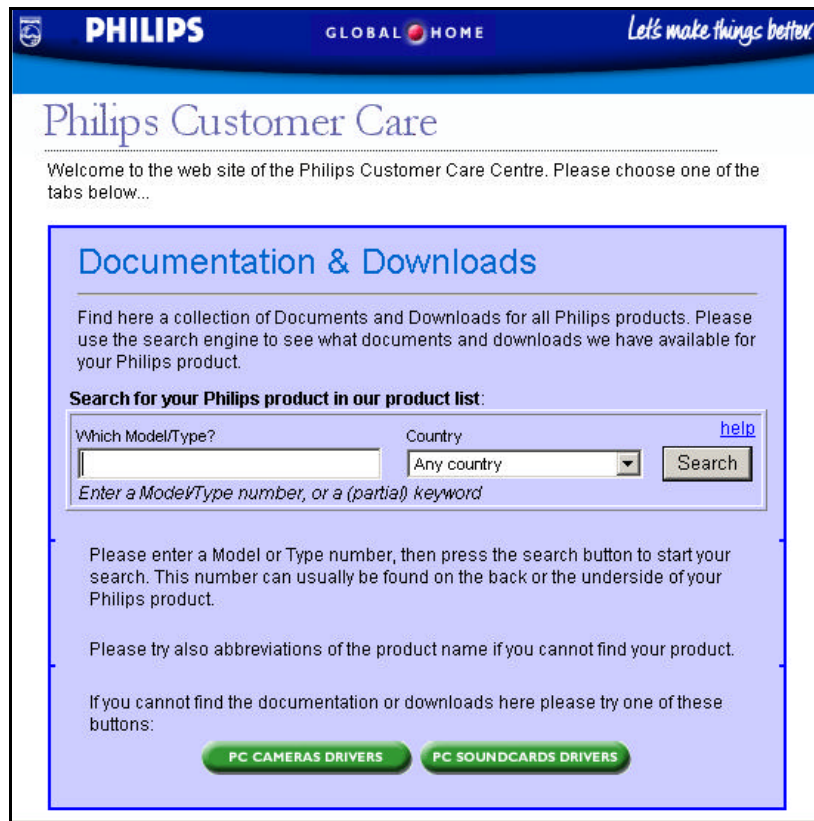 PHILIPS
GLOBAL HOME
Let's make things better.
Philips Customer Care
Welcome to the web site of the Philips Customer Care Centre. Please choose one of the
tabs below...
Documentation & Downloads
Find here a collection of Documents and Downloads for all Philips products. Please
use the search engine to see what documents and downloads we have available for
your Philips product.
Search for your Philips product in our product list:
help
Which Model/Type?
Country
Any country
Search
Enter a Model/Type number, or a (partial) keyword
Please enter a Model or Type number, then press the search button to start your
search. This number can usually be found on the back or the underside of your
Philips product.
Please try also abbreviations of the product name if you cannot find your product.
If you cannot find the documentation or downloads here please try one of these
buttons:
PC CAMERAS DRIVERS
PC SOUNDCARDS DRIVERS